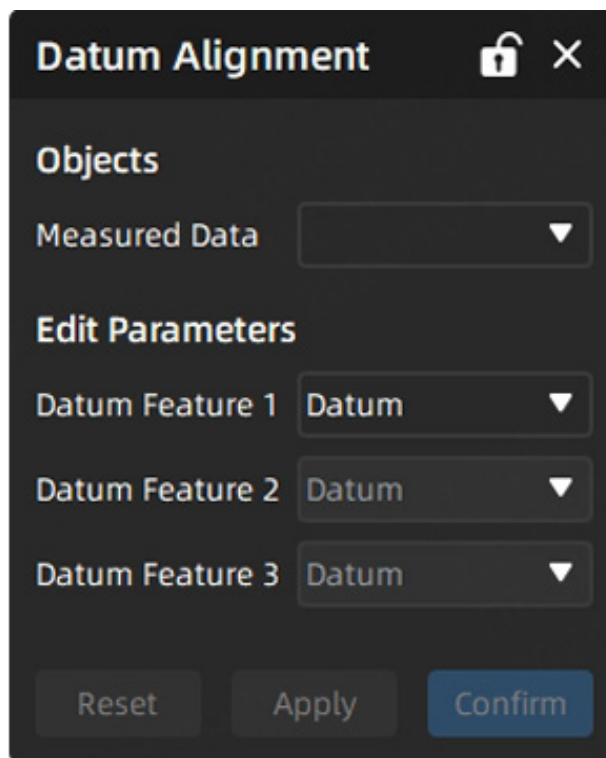 Datum Alignment
Objects
Measured Data
Edit Parameters
Datum Feature 1 Datum
Datum Feature 2 Datum
Datum Feature 3 Datum
Reset Apply Confirm